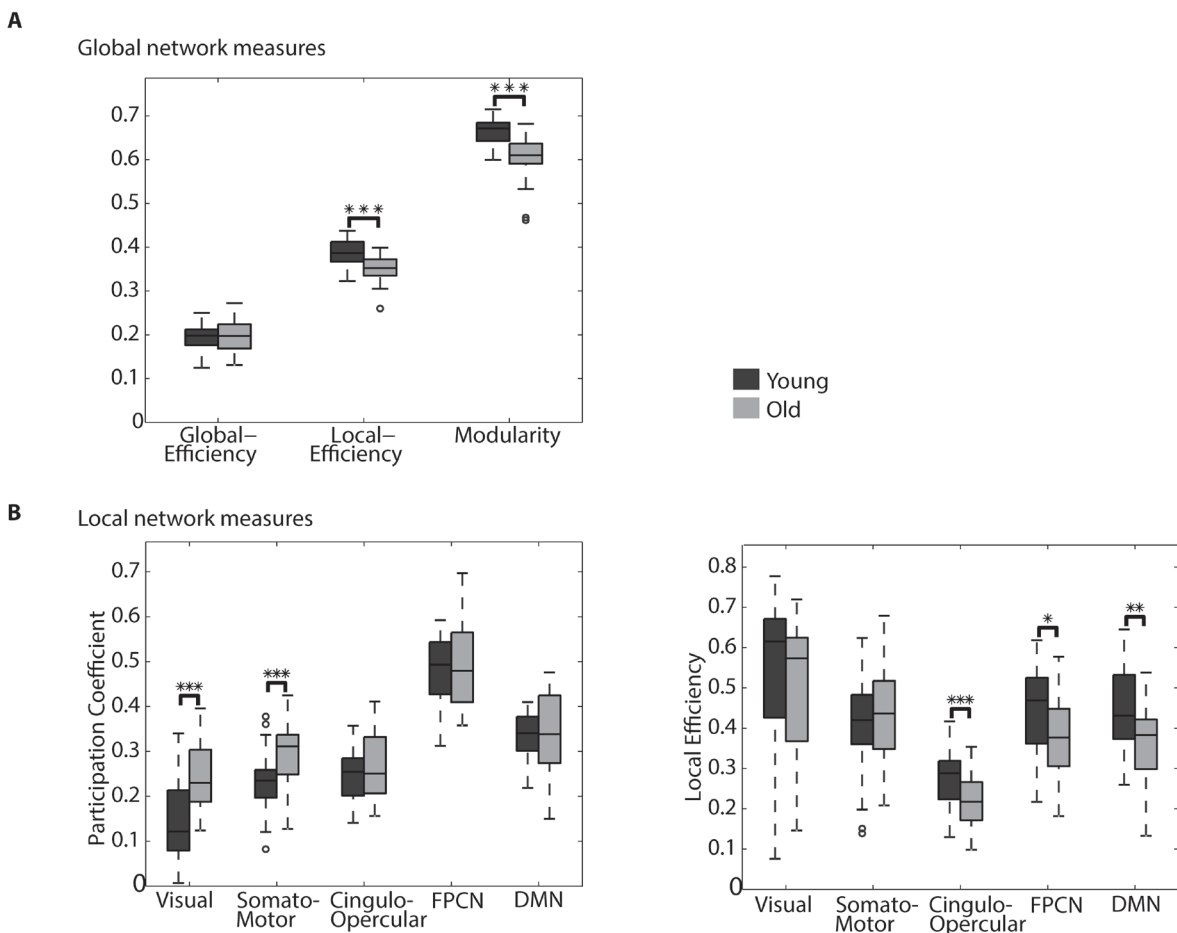 A
Global network measures
***
0.7
0.6
0.5
***
0.4
0.3
0.2
0.1
0
Global–
Efficiency
Local–
Efficiency
Modularity
Young
Old
B
Local network measures
Participation Coefficient
0.7
0.6
0.5
0.4
0.3
0.2
0.1
0
***
***
Visual
Somato-
Motor
Cingulo-
Opercular
FPCN
DMN
Local Efficiency
0.8
0.7
0.6
0.5
0.4
0.3
0.2
0.1
0
***
*
**
Visual
Somato-
Motor
Cingulo-
Opercular
FPCN
DMN